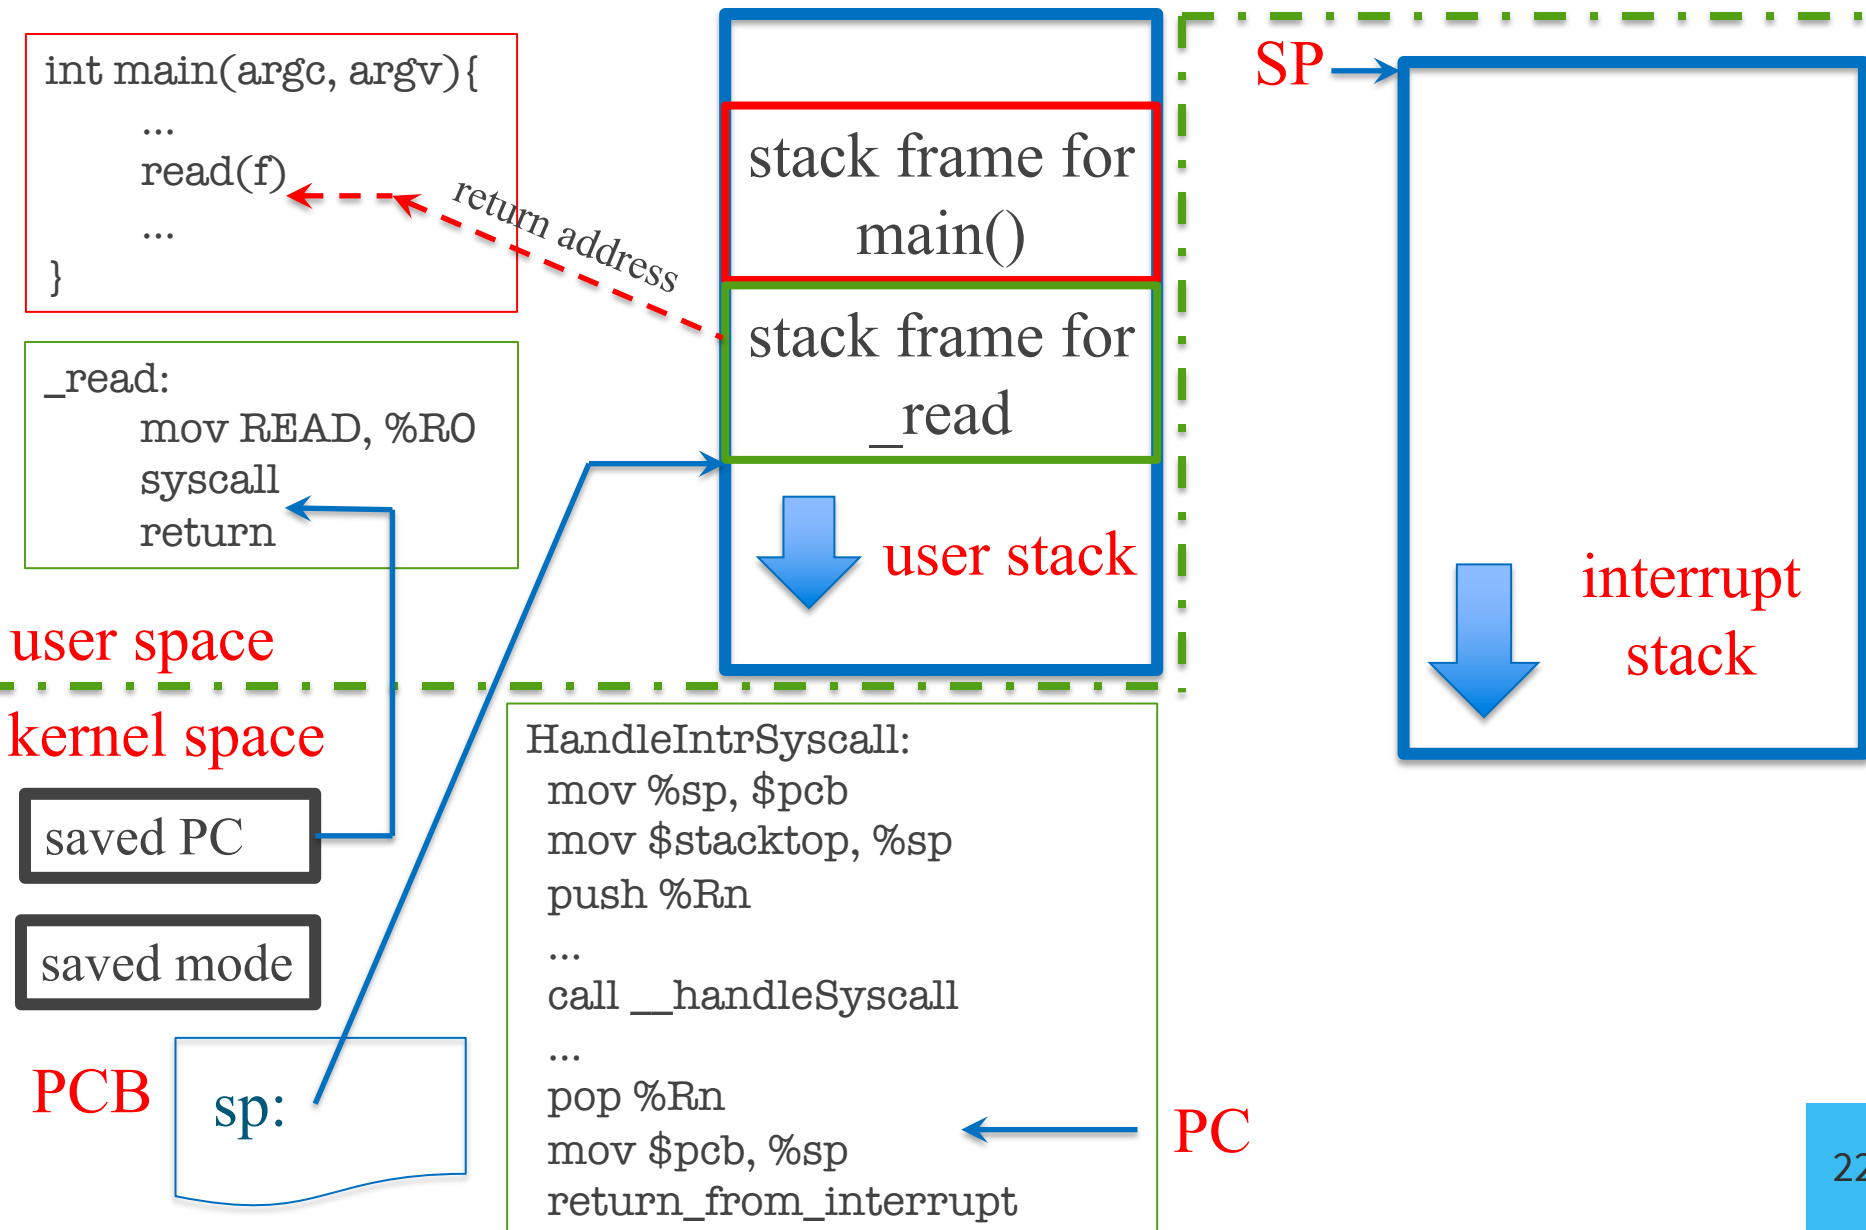 int main(argc, argv){
...
read(f)
...
}
return address
_read:
mov READ, %R0
syscall
return
user space
kernel space
saved PC
saved mode
PCB
sp:
stack frame for
main()
stack frame for
_read
user stack
HandleIntrSyscall:
mov %sp, $pcb
mov $stacktop, %sp
push %Rn
...
call __handleSyscall
...
pop %Rn
mov $pcb, %sp
return_from_interrupt
PC
SP
interrupt
stack
22